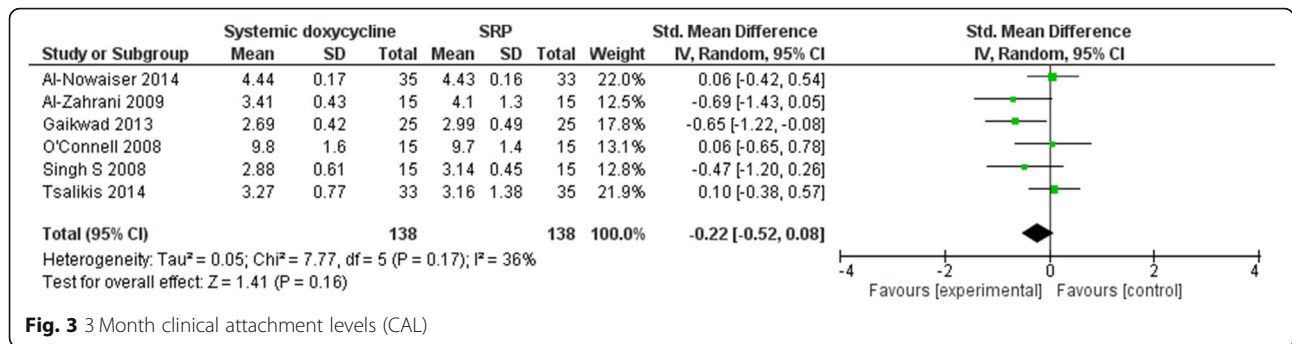 Systemic doxycycline SRP Std. Mean Difference Std. Mean Difference
Study or Subgroup Mean SD Total Mean SD Total Weight IV, Random, 95% CI IV, Random, 95% CI
Al-Nowaiser 2014 4.44 0.17 35 4.43 0.16 33 22.0% 0.06 [-0.42, 0.54]
Al-Zahrani 2009 3.41 0.43 15 4.1 1.3 15 12.5% -0.69 [-1.43, 0.05]
Gaikwad 2013 2.69 0.42 25 2.99 0.49 25 17.8% -0.65 [-1.22, -0.08]
O'Connell 2008 9.8 1.6 15 9.7 1.4 15 13.1% 0.06 [-0.65, 0.78]
Singh S 2008 2.88 0.61 15 3.14 0.45 15 12.8% -0.47 [-1.20, 0.26]
Tsalikis 2014 3.27 0.77 33 3.16 1.38 35 21.9% 0.10 [-0.38, 0.57]
Total (95% CI) 138 138 100.0% -0.22 [-0.52, 0.08]
Heterogeneity: Tau² = 0.05; Chi² = 7.77, df = 5 (P = 0.17); I² = 36%
Test for overall effect: Z = 1.41 (P = 0.16)
-4 -2 0 2 4
Favours [experimental] Favours [control]
Fig. 3 3 Month clinical attachment levels (CAL)